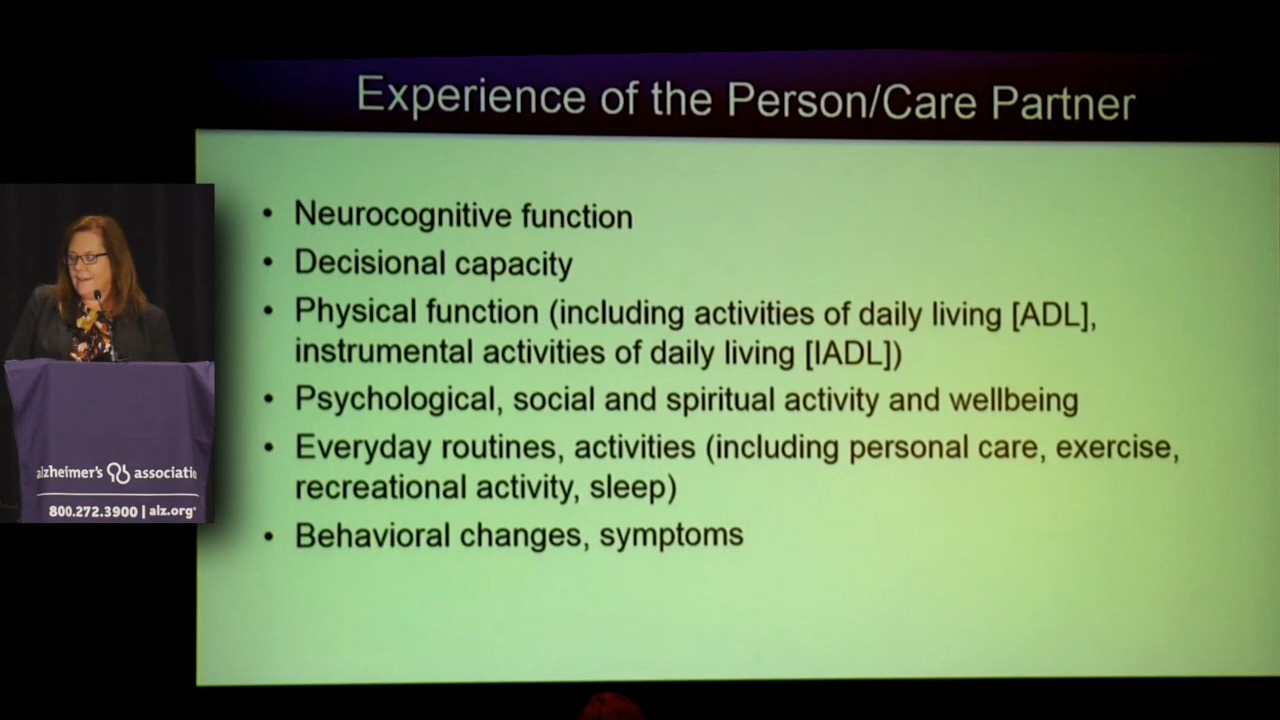 Experience of the Person/Care Partner
• Neurocognitive function
• Decisional capacity
• Physical function (including activities of daily living [ADL],
instrumental activities of daily living [IADL])
• Psychological, social and spiritual activity and wellbeing
• Everyday routines, activities (including personal care, exercise,
recreational activity, sleep)
• Behavioral changes, symptoms
alzheimer's associati
800.272.3900 | alz.org®